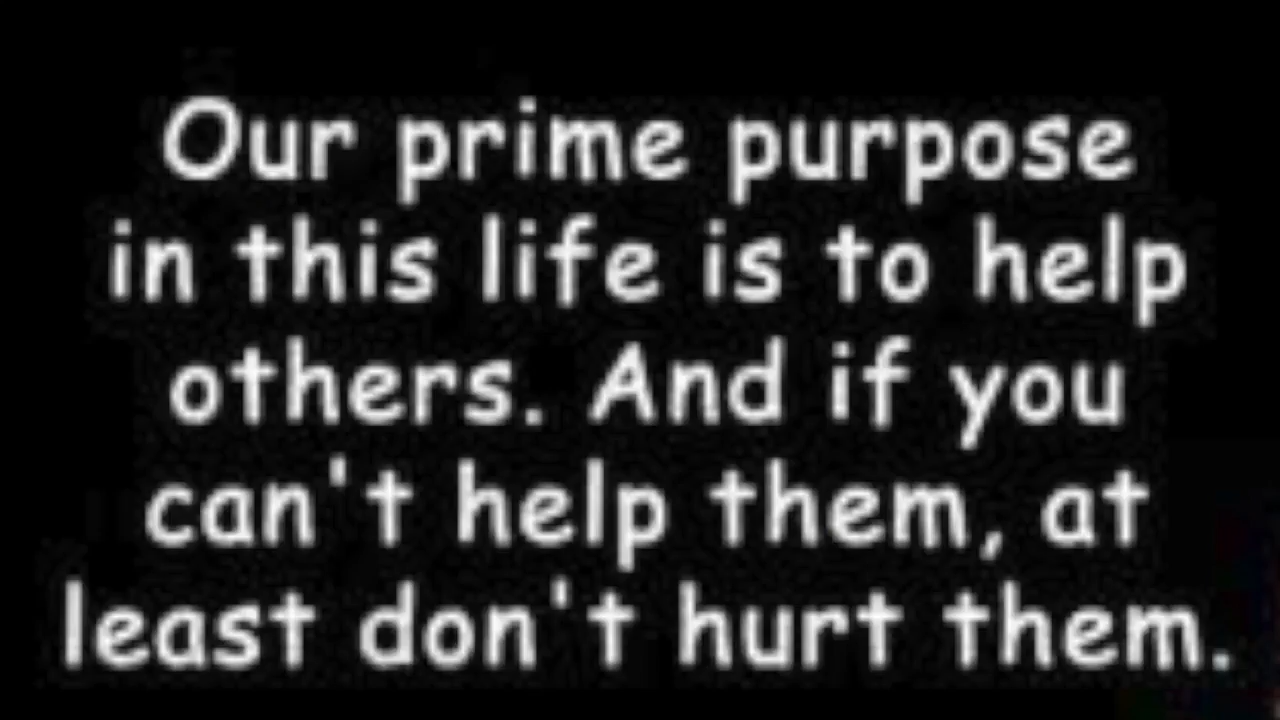 Our prime purpose
in this life is to help
others. And if you
can't help them, at
least don't hurt them.